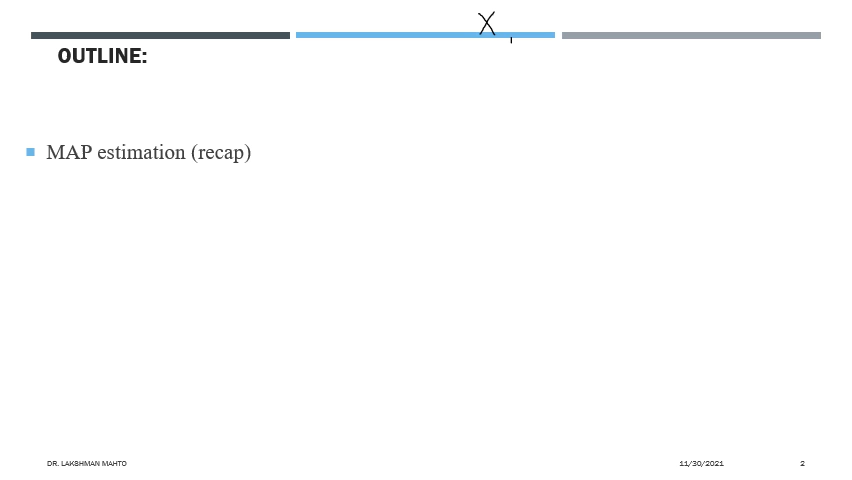 X,
OUTLINE:
MAP estimation (recap)
DR. LAKSHMAN MAHTO
11/30/2021
2